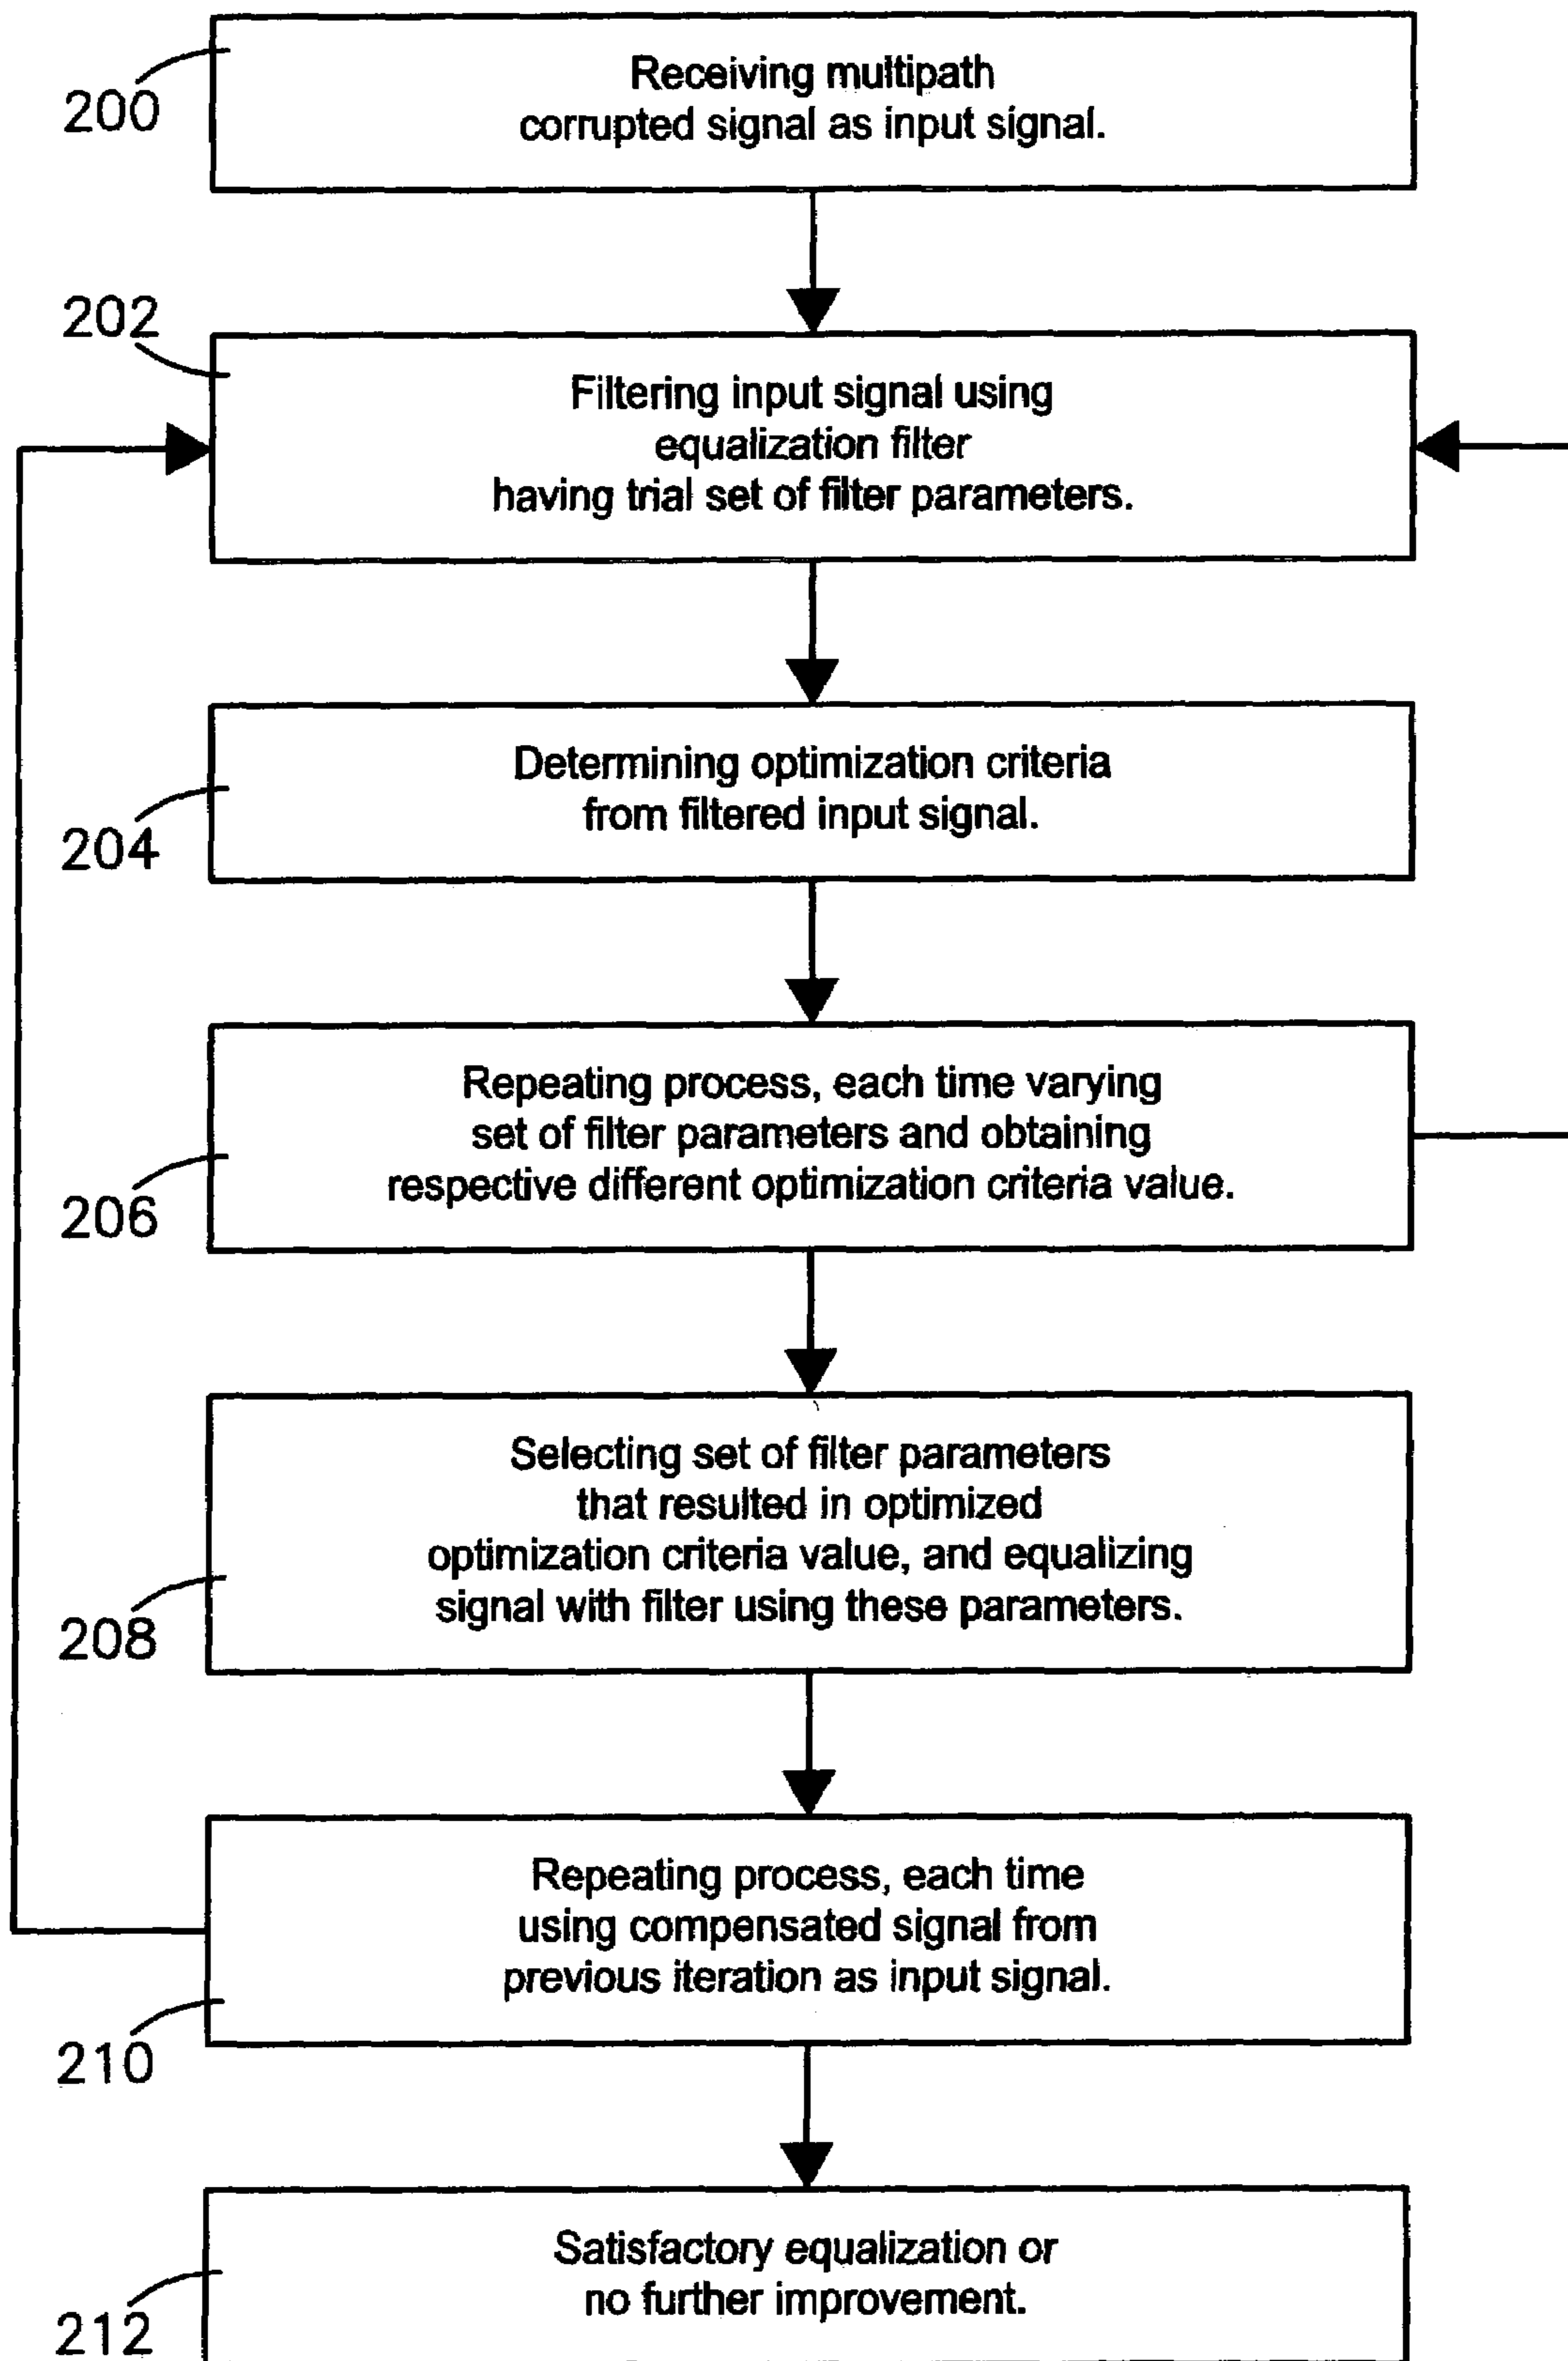 200
Receiving multipath
corrupted signal as input signal.
202
Filtering input signal using
equalization filter
having trial set of filter parameters.
204
Determining optimization criteria
from filtered input signal.
206
Repeating process, each time varying
set of filter parameters and obtaining
respective different optimization criteria value.
208
Selecting set of filter parameters
that resulted in optimized
optimization criteria value, and equalizing
signal with filter using these parameters.
210
Repeating process, each time
using compensated signal from
previous iteration as input signal.
212
Satisfactory equalization or
no further improvement.